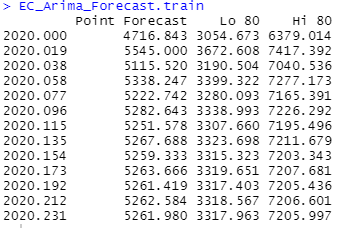 > EC_Arima_Forecast.train
Point Forecast Lo 80 Hi 80
2020.000 4716.843 3054.673 6379.014
2020.019 5545.000 3672.608 7417.392
2020.038 5115.520 3190.504 7040.536
2020.058 5338.247 3399.322 7277.173
2020.077 5222.742 3280.093 7165.391
2020.096 5282.643 3338.993 7226.292
2020.115 5251.578 3307.660 7195.496
2020.135 5267.688 3323.698 7211.679
2020.154 5259.333 3315.323 7203.343
2020.173 5263.666 3319.651 7207.681
2020.192 5261.419 3317.403 7205.436
2020.212 5262.584 3318.567 7206.601
2020.231 5261.980 3317.963 7205.997